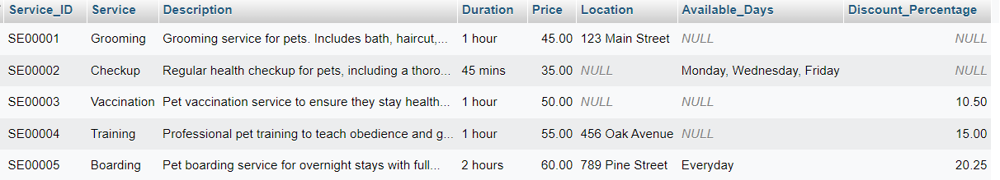 Service_ID Service Description Duration Price Location Available_Days Discount_Percentage
SE00001 Grooming Grooming service for pets. Includes bath, haircut,... 1 hour 45.00 123 Main Street NULL NULL
SE00002 Checkup Regular health checkup for pets, including a thoro... 45 mins 35.00 NULL Monday, Wednesday, Friday NULL
SE00003 Vaccination Pet vaccination service to ensure they stay health... 1 hour 50.00 NULL NULL 10.50
SE00004 Training Professional pet training to teach obedience and g... 1 hour 55.00 456 Oak Avenue NULL 15.00
SE00005 Boarding Pet boarding service for overnight stays with full... 2 hours 60.00 789 Pine Street Everyday 20.25